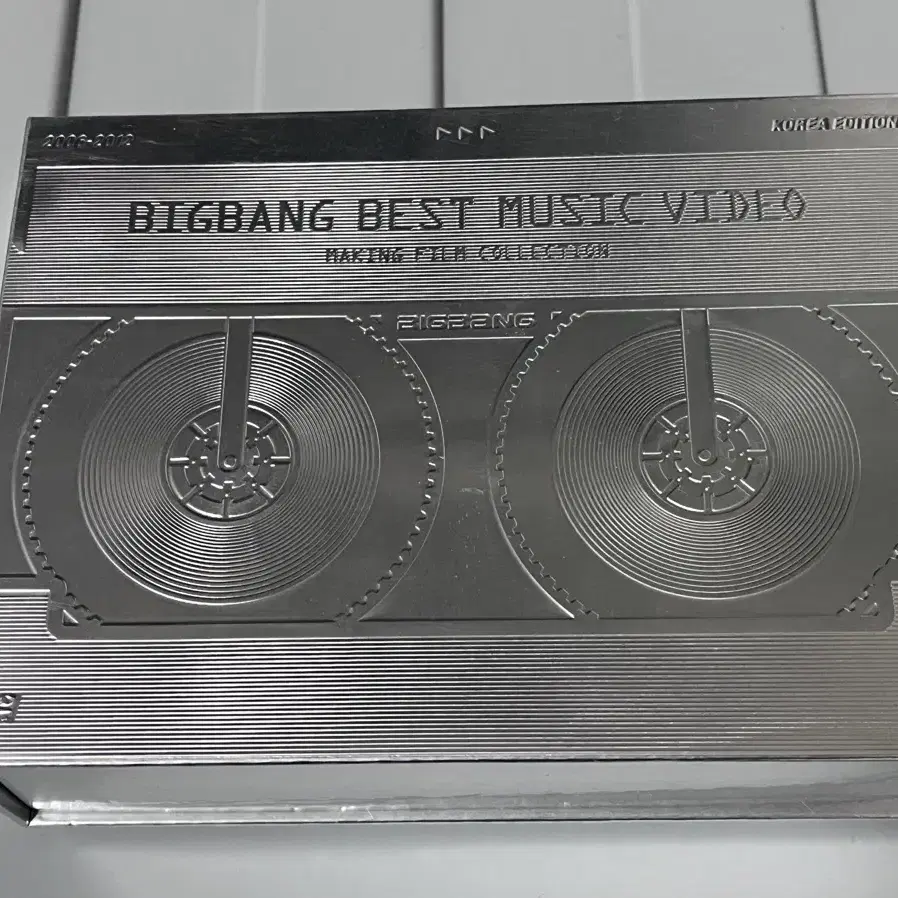 2006-2012
KOREA EDITION
BIGBANG BEST MUSIC VIDEO
MAKING FILM COLLECTION
BIGBANG